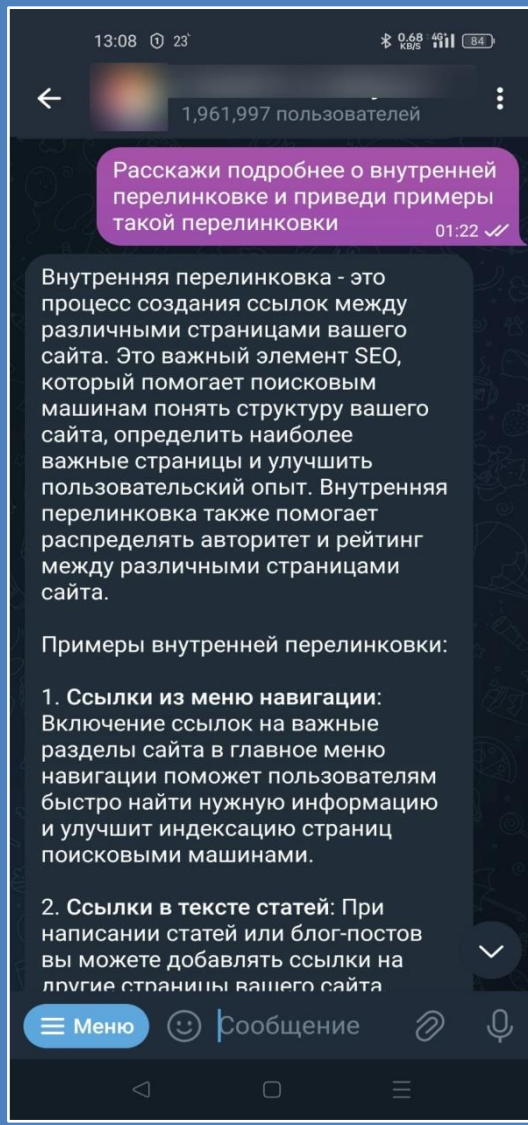 13:08 23°
0.68 KB/S 4G+ 84
1,961,997 пользователей
Расскажи подробнее о внутренней
перелинковке и приведи примеры
такой перелинковки
01:22
Внутренняя перелинковка - это
процесс создания ссылок между
различными страницами вашего
сайта. Это важный элемент SEO,
который помогает поисковым
машинам понять структуру вашего
сайта, определить наиболее
важные страницы и улучшить
пользовательский опыт. Внутренняя
перелинковка также помогает
распределять авторитет и рейтинг
между различными страницами
сайта.
Примеры внутренней перелинковки:
1. Ссылки из меню навигации:
Включение ссылок на важные
разделы сайта в главное меню
навигации поможет пользователям
быстро найти нужную информацию
и улучшит индексацию страниц
поисковыми машинами.
2. Ссылки в тексте статей: При
написании статей или блог-постов
вы можете добавлять ссылки на
другие страницы вашего сайта
Меню Сообщение